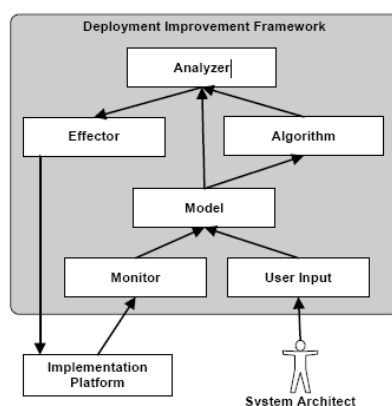 Deployment Improvement Framework
Analyzer
Effector
Algorithm
Model
Monitor
User Input
Implementation
Platform
System Architect